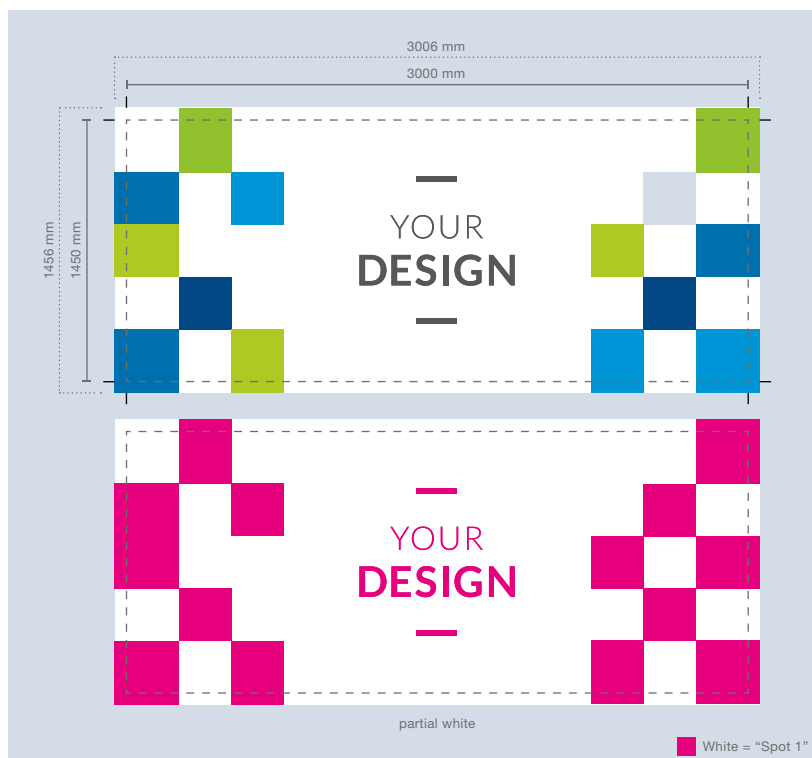 3006 mm
3000 mm
1456 mm
1450 mm
YOUR
DESIGN
YOUR
DESIGN
partial white
White = “Spot 1”